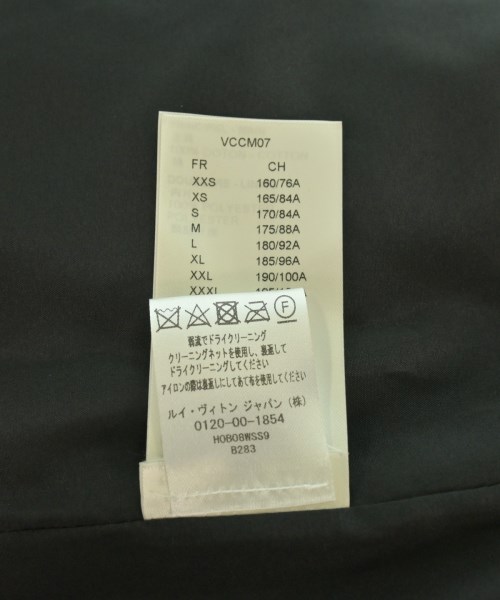 VCCM07
FR CH
XXS 160/76A
XS 165/84A
S 170/84A
M 175/88A
L 180/92A
XL 185/96A
XXL 190/100A
XXXL
F
弱流でドライクリーニング
クリーニングネットを使用し、裏返して
ドライクリーニングしてください
アイロンの際は裏返しにしてあて布を使用してください
ルイ・ヴィトン ジャパン (株)
0120-00-1854
H0B08WSS9
B283